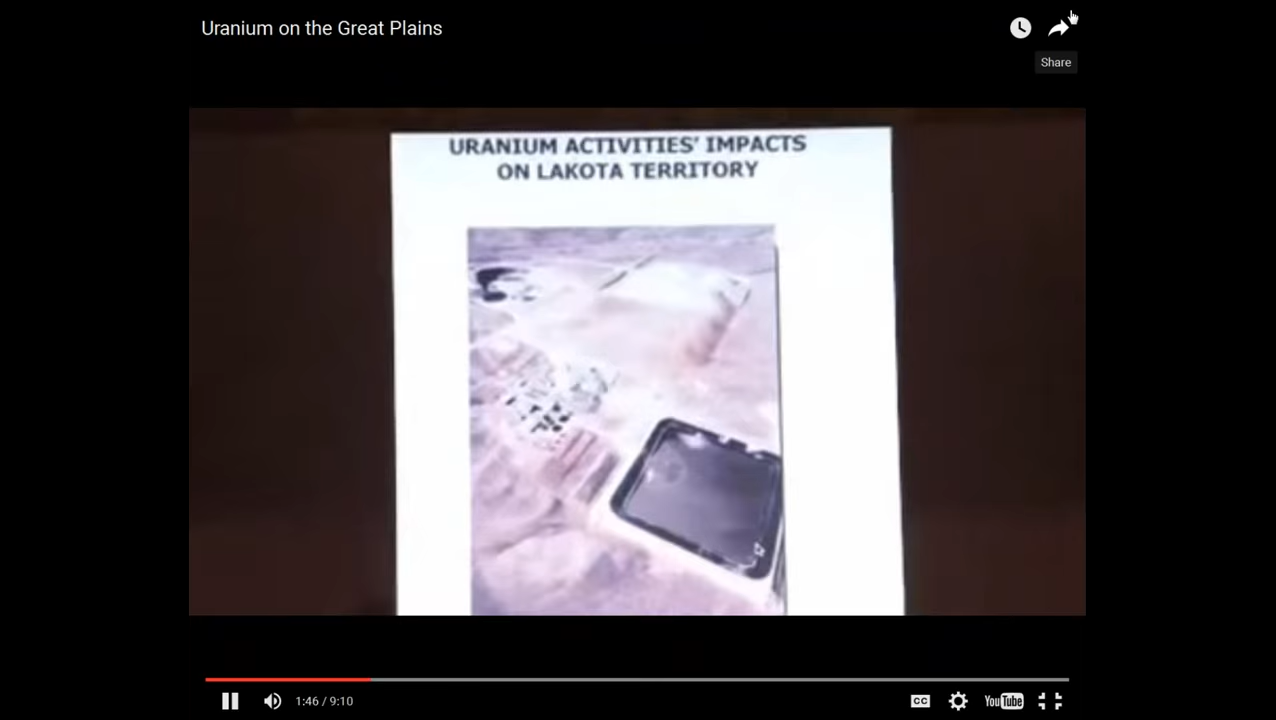 Uranium on the Great Plains
Share
URANIUM ACTIVITIES' IMPACTS
ON LAKOTA TERRITORY
1:46 / 9:10
CC
YouTube